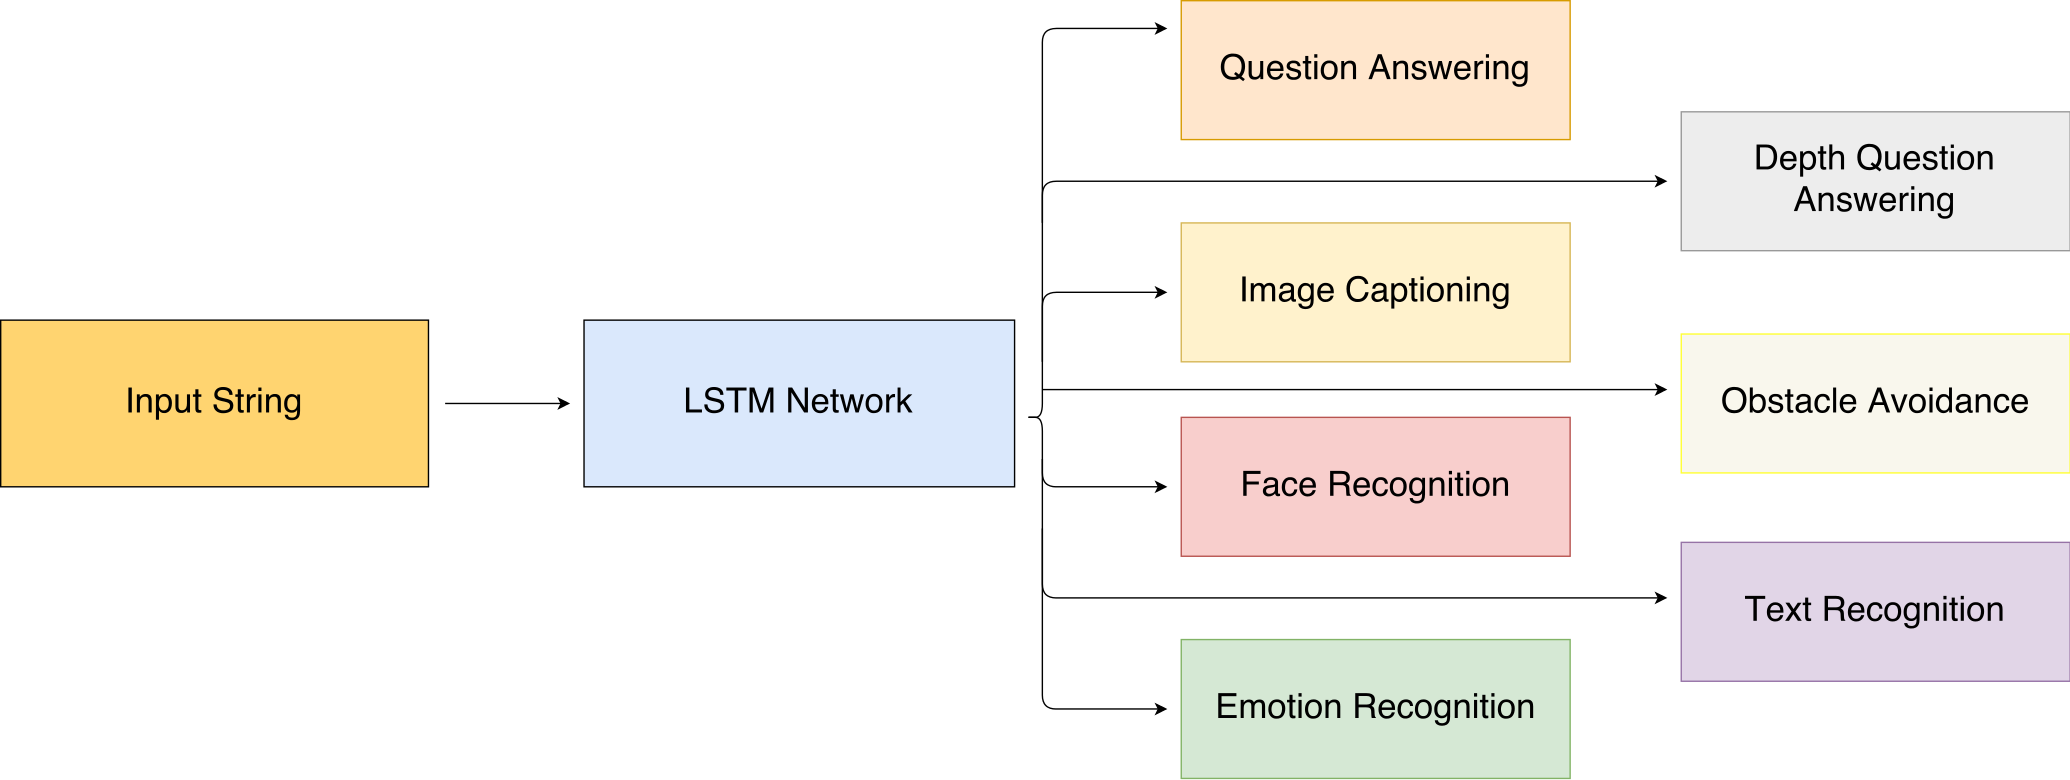 Question Answering
Depth Question
Answering
Image Captioning
Input String
LSTM Network
Obstacle Avoidance
Face Recognition
Text Recognition
Emotion Recognition